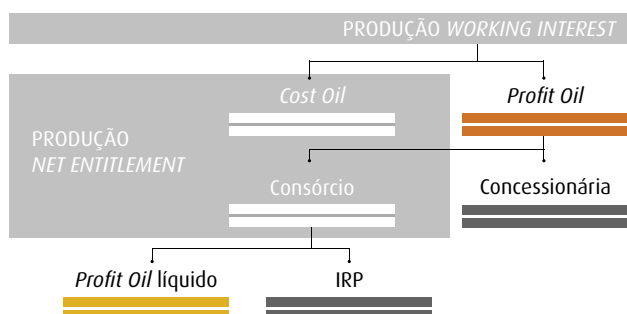 PRODUÇÃO WORKING INTEREST
Cost Oil
Profit Oil
PRODUÇÃO
NET ENTITLEMENT
Consórcio
Concessionária
Profit Oil líquido
IRP